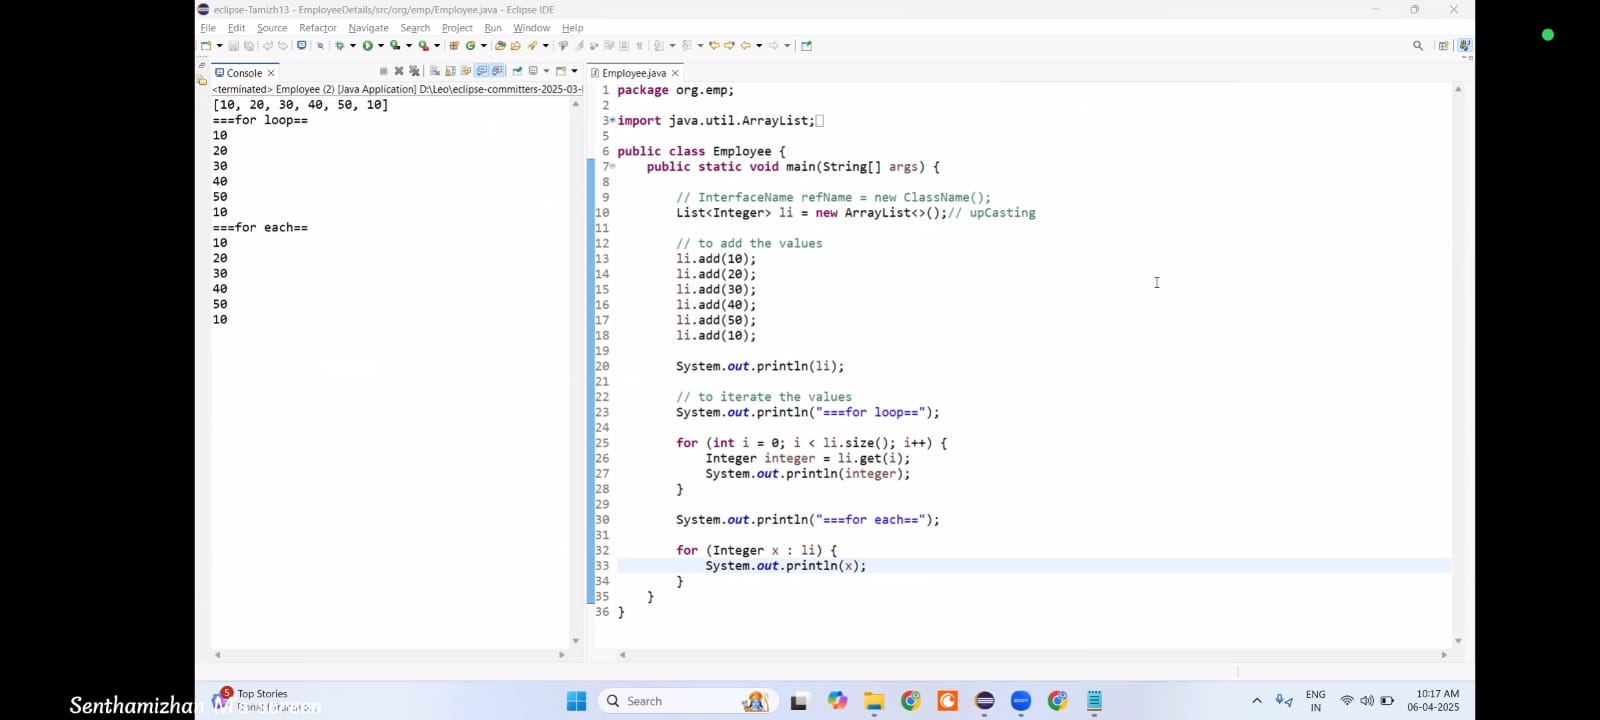 eclipse-Tamizh13 - EmployeeDetails/src/org/emp/Employee.java - Eclipse IDE
File Edit Source Refactor Navigate Search Project Run Window Help
Console
<terminated> Employee (2) [Java Application] D:\Leo\eclipse-committers-2025-03-
[10, 20, 30, 40, 50, 10]
===for loop==
10
20
30
40
50
10
===for each==
10
20
30
40
50
10
Employee.java
1 package org.emp;
2
3 import java.util.ArrayList;
5
6 public class Employee {
7 public static void main(String[] args) {
8
9 // InterfaceName refName = new ClassName();
10 List<Integer> li = new ArrayList<>();// upCasting
11
12 // to add the values
13 li.add(10);
14 li.add(20);
15 li.add(30);
16 li.add(40);
17 li.add(50);
18 li.add(10);
19
20 System.out.println(li);
21
22 // to iterate the values
23 System.out.println("===for loop==");
24
25 for (int i = 0; i < li.size(); i++) {
26 Integer integer = li.get(i);
27 System.out.println(integer);
28 }
29
30 System.out.println("===for each==");
31
32 for (Integer x : li) {
33 System.out.println(x);
34 }
35 }
36 }
5
Top Stories
Senthamizhan M's screen
Search
ENG
IN
10:17 AM
06-04-2025